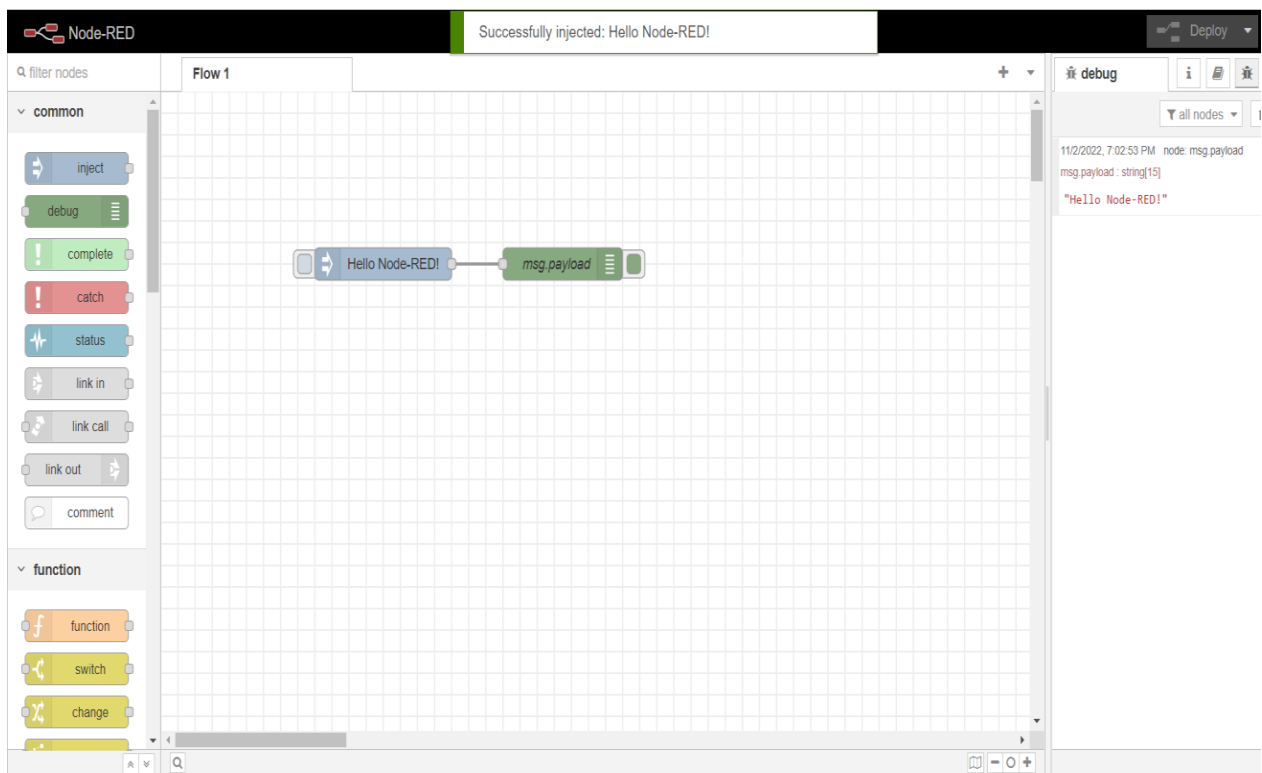 Node-RED
Successfully injected: Hello Node-RED!
Deploy
filter nodes
Flow 1
debug
i
common
all nodes
inject
debug
complete
catch
status
link in
link call
link out
comment
function
function
switch
change
Hello Node-RED!
msg.payload
11/2/2022, 7:02:53 PM node: msg.payload
msg.payload : string[15]
"Hello Node-RED!"